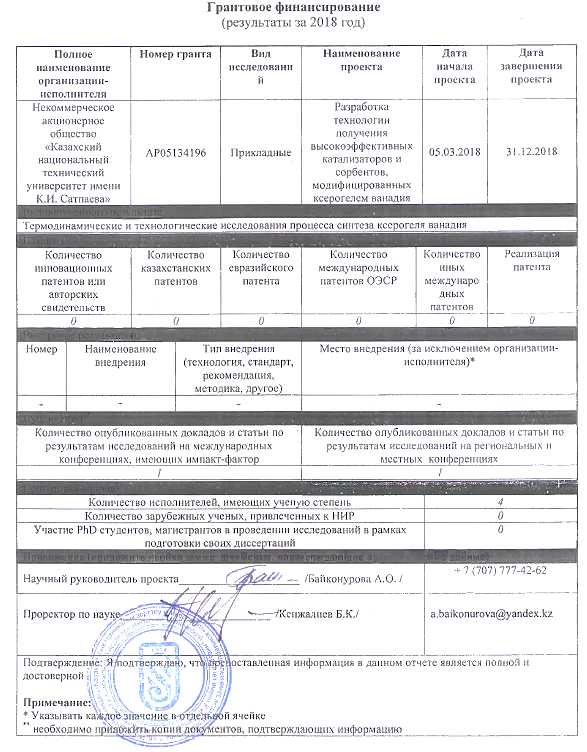 Грантовое финансирование
(результаты за 2018 год)
Полное наименование организации-исполнителя
Номер гранта
Вид исследований
Наименование проекта
Дата начала проекта
Дата завершения проекта
Некоммерческое акционерное общество «Казахский национальный технический университет имени К.И. Сатпаева»
АР05134196
Прикладные
Разработка технологии получения высокоэффективных катализаторов и сорбентов, модифицированных ксерогелем ванадия
05.03.2018
31.12.2018
Термодинамические и технологические исследования процесса синтеза ксерогеля ванадия
Количество инновационных патентов или авторских свидетельств
Количество казахстанских патентов
Количество евразийского патента
Количество международных патентов ОЭСР
Количество иных международных патентов
Реализация патента
0 0 0 0 0 0
Номер
Наименование внедрения
Тип внедрения (технология, стандарт, рекомендация, методика, другое)
Место внедрения (за исключением организации-исполнителя)*
- - - -
Количество опубликованных докладов и статьи по результатам исследований на международных конференциях, имеющих импакт-фактор
Количество опубликованных докладов и статьи по результатам исследований на региональных и местных конференциях
1 1
Количество исполнителей, имеющих ученую степень 4
Количество зарубежных ученых, привлеченных к НИР 0
Участие PhD студентов, магистрантов в проведении исследований в рамках подготовки своих диссертаций 0
Научный руководитель проекта /Байконурова А.О. /
+ 7 (707) 777-42-62
Проректор по науке /Кенжалиев Б.К./
a.baikonurova@yandex.kz
Подтверждение: Я подтверждаю, что предоставленная информация в данном отчете является полной и
достоверной
Примечание:
* Указывать каждое значение в отдельной ячейке
** необходимо приложить копии документов, подтверждающих информацию